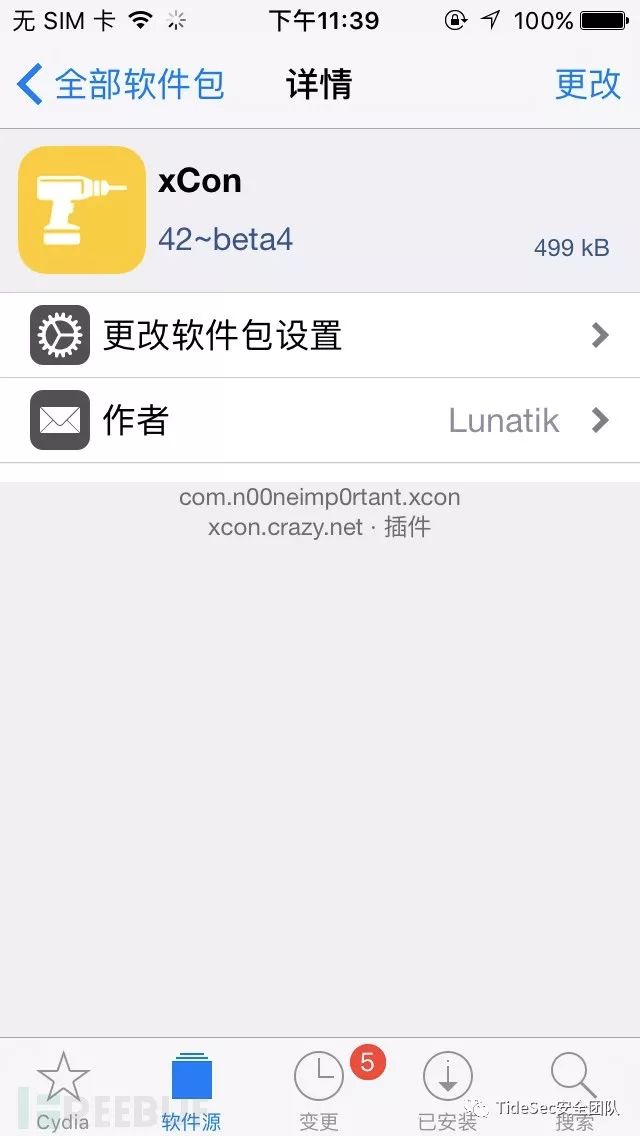 无 SIM 卡 下午11:39 100%
全部软件包 详情 更改
xCon
42~beta4 499 kB
更改软件包设置
作者 Lunatik
com.n00neimp0rtant.xcon
xcon.crazy.net · 插件
5
Cydia 软件源 变更 已安装 搜索
FREEBUF
TideSec安全团队